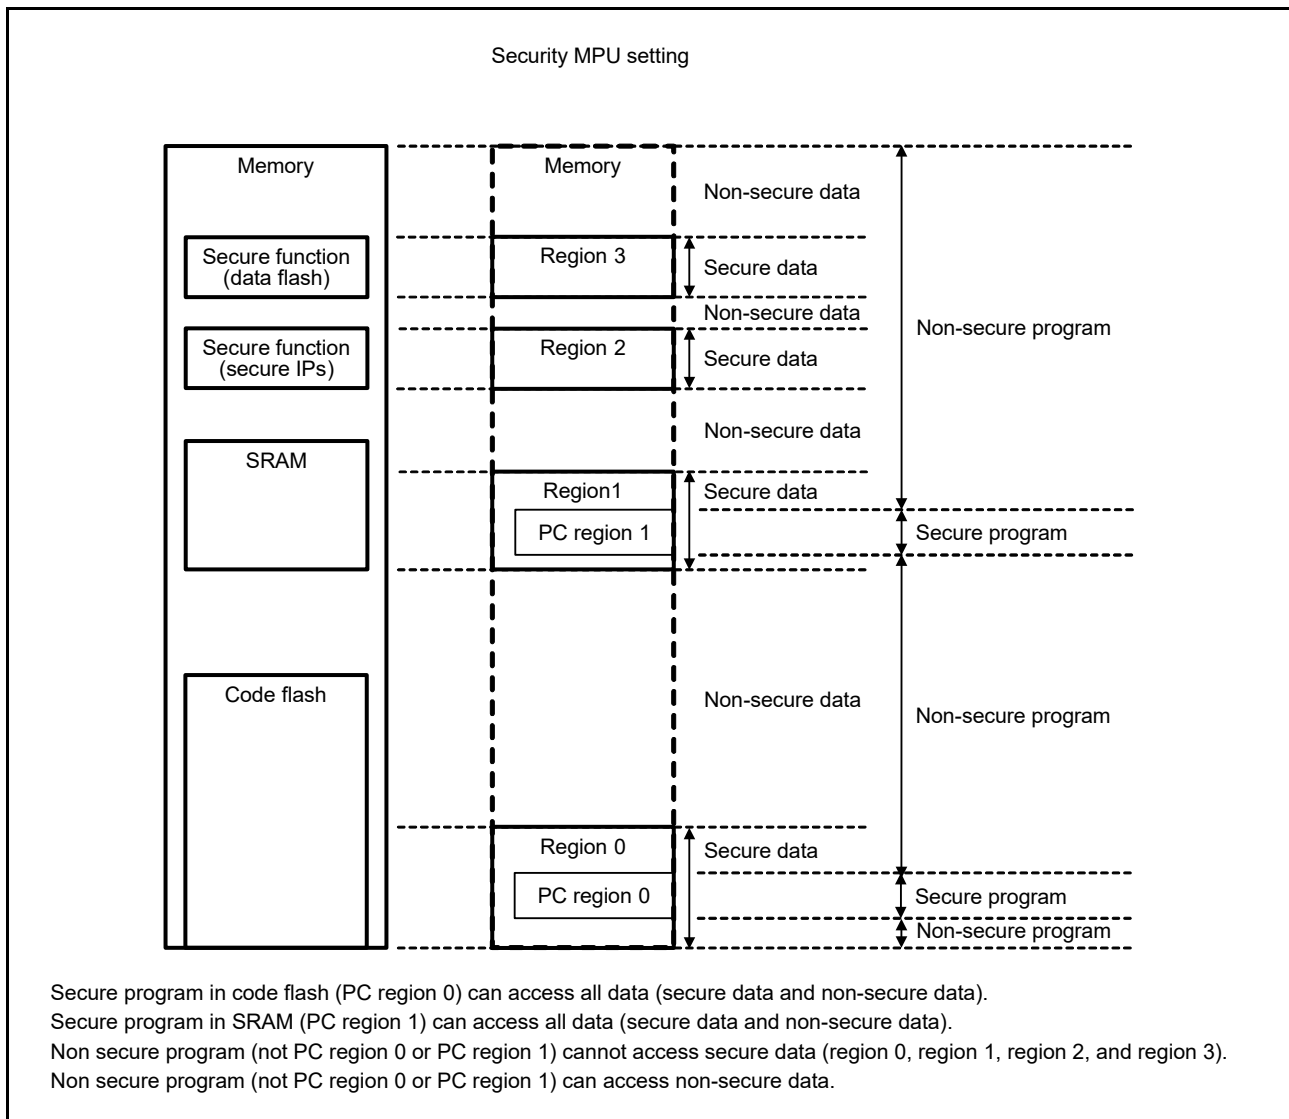 Security MPU setting
Memory
Memory
Non-secure data
Secure function
(data flash)
Region 3
Secure data
Non-secure data
Non-secure program
Secure function
(secure IPs)
Region 2
Secure data
Non-secure data
SRAM
Region1
Secure data
PC region 1
Secure program
Code flash
Non-secure data
Non-secure program
Region 0
Secure data
PC region 0
Secure program
Non-secure program
Secure program in code flash (PC region 0) can access all data (secure data and non-secure data).
Secure program in SRAM (PC region 1) can access all data (secure data and non-secure data).
Non secure program (not PC region 0 or PC region 1) cannot access secure data (region 0, region 1, region 2, and region 3).
Non secure program (not PC region 0 or PC region 1) can access non-secure data.